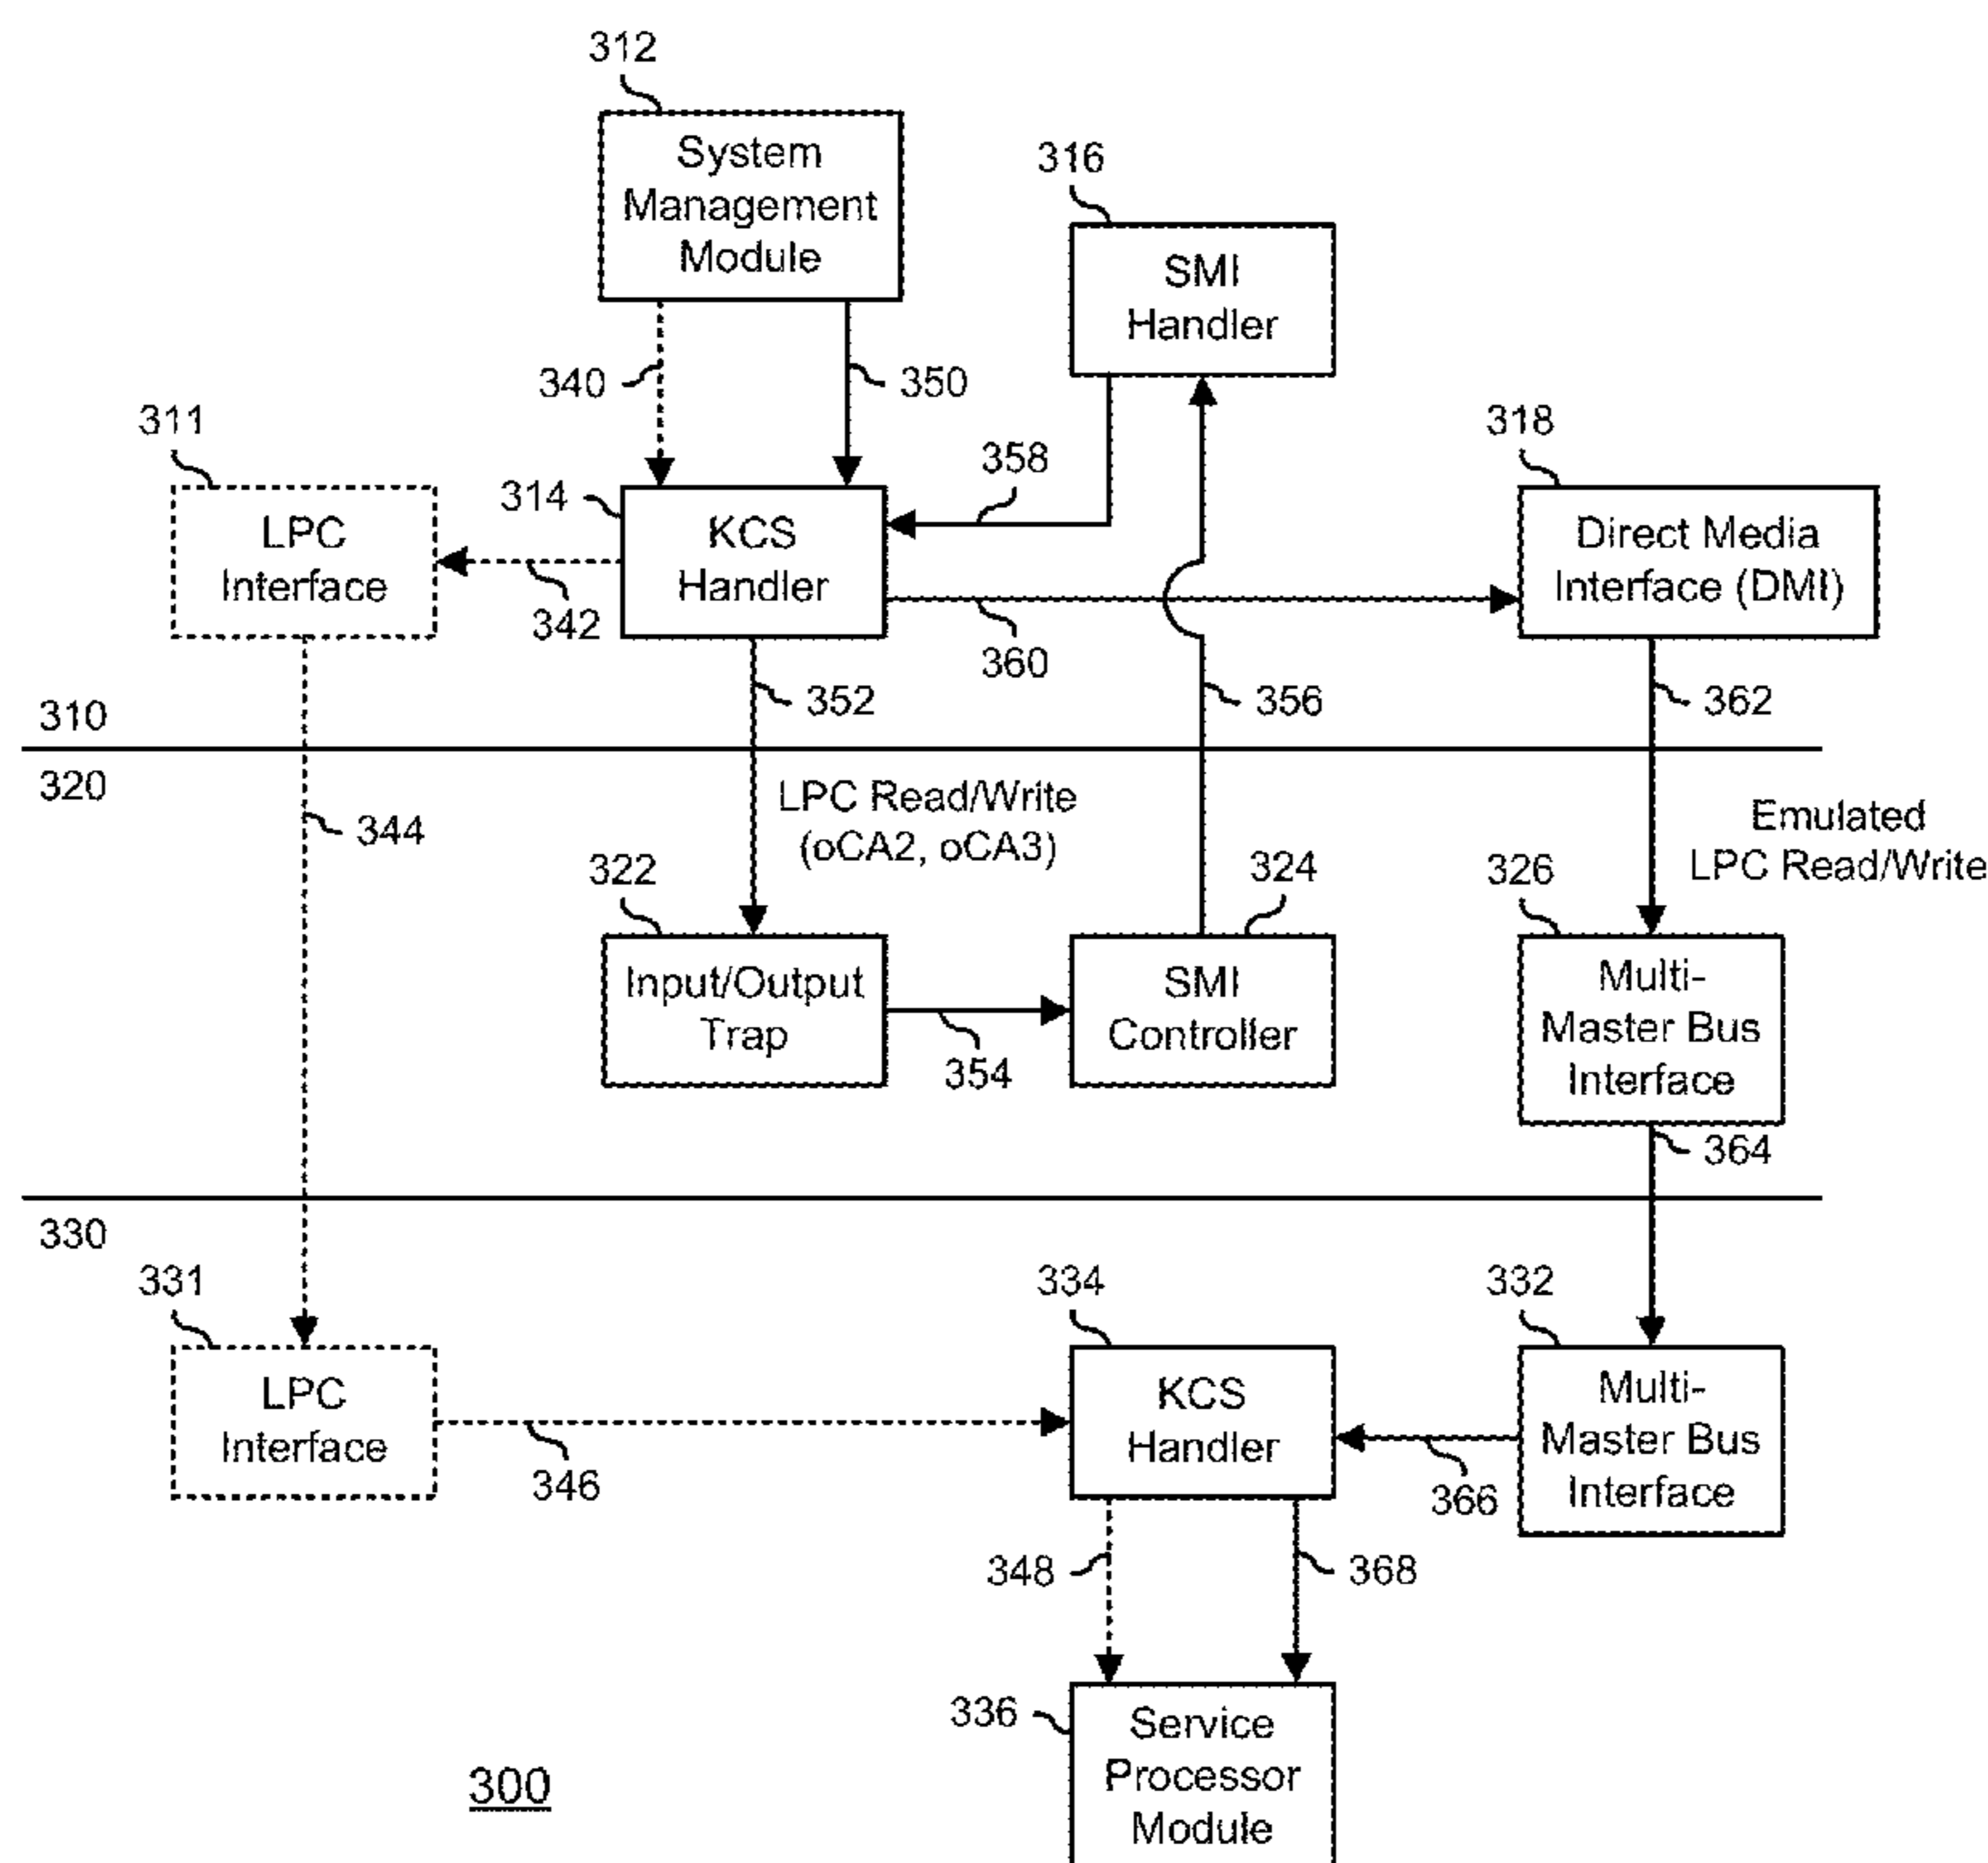 312
System
Management
Module
316
SMI
Handler
340
350
311
318
358
314
LPC
Interface
KCS
Handler
Direct Media
Interface (DMI)
342
360
352
356
362
310
320
LPC Read/Write
(oCA2, oCA3)
344
Emulated
LPC Read/Write
322
324
326
Input/Output
Trap
SMI
Controller
Multi-
Master Bus
Interface
354
364
330
331
334
332
LPC
Interface
KCS
Handler
Multi-
Master Bus
Interface
346
366
348
368
336
Service
Processor
Module
300